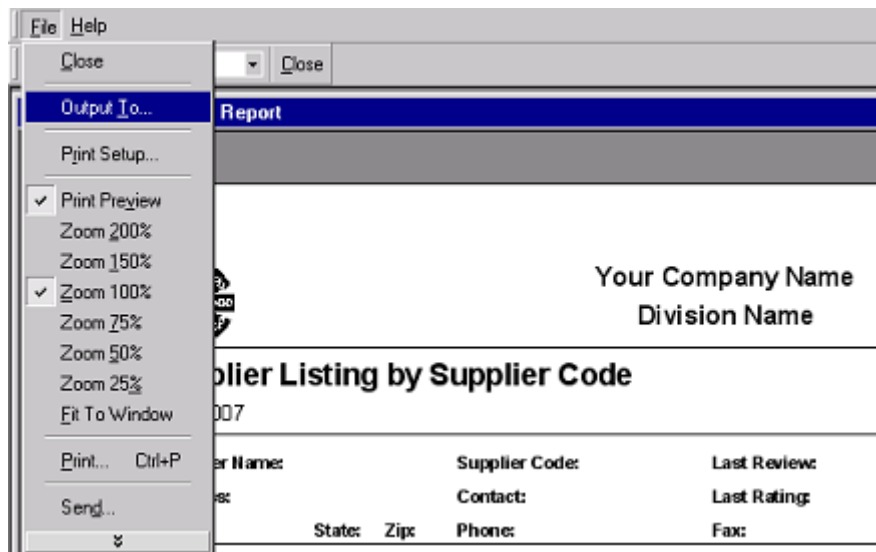 File Help
Close
Close
Output To...
Report
Print Setup...
Print Preview
Zoom 200%
Zoom 150%
Zoom 100%
Zoom 75%
Zoom 50%
Zoom 25%
Fit To Window
Print... Ctrl+P
Send...
Your Company Name
Division Name
plier Listing by Supplier Code
007
er Name: Supplier Code: Last Review:
s: Contact: Last Rating:
State: Zip: Phone: Fax: